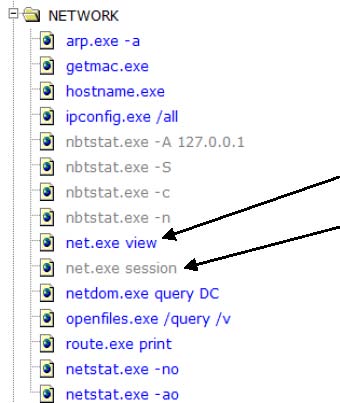 NETWORK
arp.exe -a
getmac.exe
hostname.exe
ipconfig.exe /all
nbtstat.exe -A 127.0.0.1
nbtstat.exe -S
nbtstat.exe -c
nbtstat.exe -n
net.exe view
net.exe session
netdom.exe query DC
openfiles.exe /query /v
route.exe print
netstat.exe -no
netstat.exe -ao